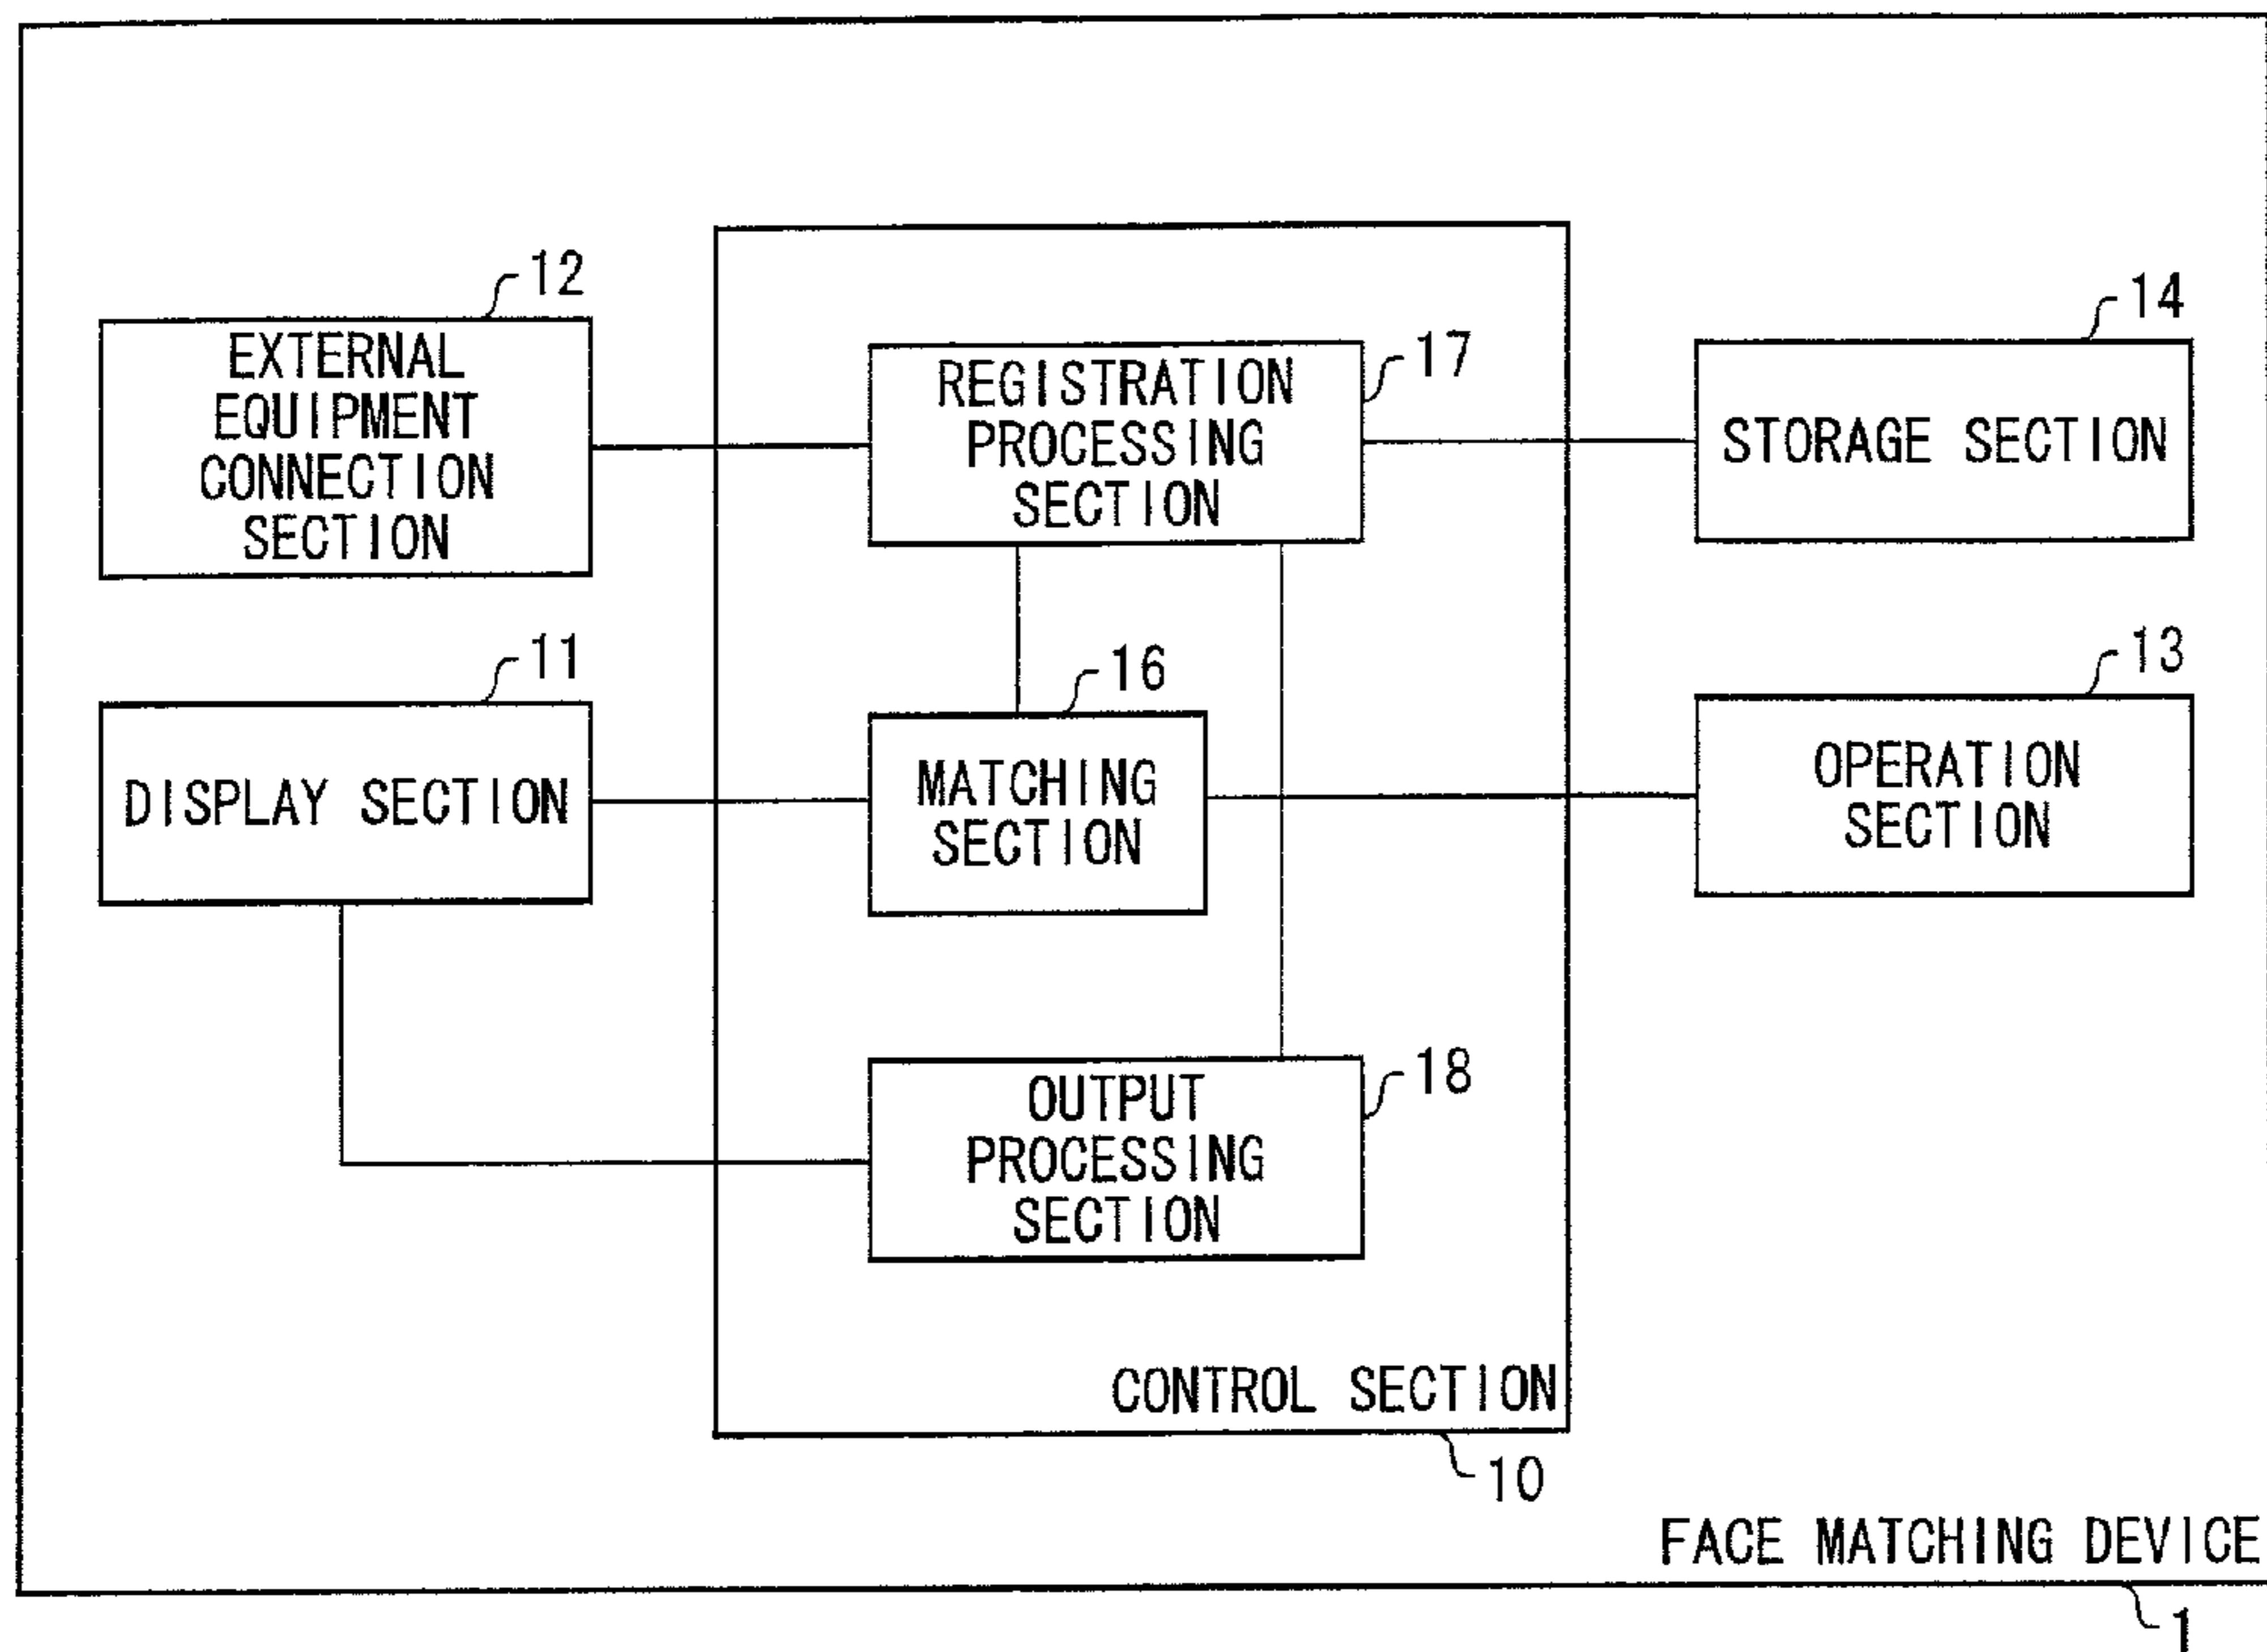 12
EXTERNAL
EQUIPMENT
CONNECTION
SECTION
17
REGISTRATION
PROCESSING
SECTION
14
STORAGE SECTION
11
DISPLAY SECTION
16
MATCHING
SECTION
13
OPERATION
SECTION
18
OUTPUT
PROCESSING
SECTION
CONTROL SECTION
10
FACE MATCHING DEVICE
1